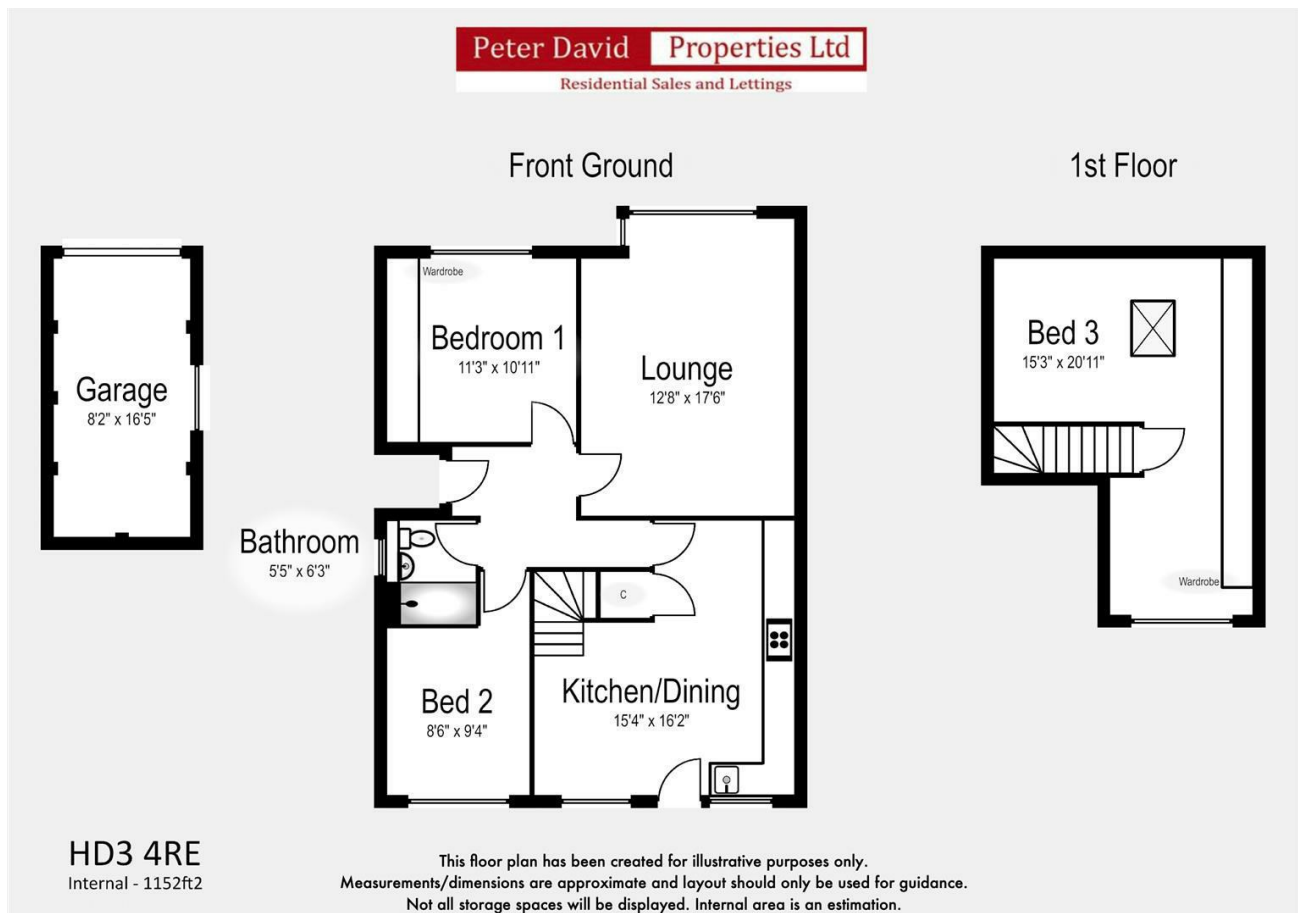 Peter David Properties Ltd
Residential Sales and Lettings
Front Ground
1st Floor
Wardrobe
Bedroom 1
11'3" x 10'11"
Lounge
12'8" x 17'6"
Bed 3
15'3" x 20'11"
Garage
8'2" x 16'5"
Bathroom
5'5" x 6'3"
C
Wardrobe
Bed 2
8'6" x 9'4"
Kitchen/Dining
15'4" x 16'2"
HD3 4RE
Internal - 1152ft2
This floor plan has been created for illustrative purposes only.
Measurements/dimensions are approximate and layout should only be used for guidance.
Not all storage spaces will be displayed. Internal area is an estimation.